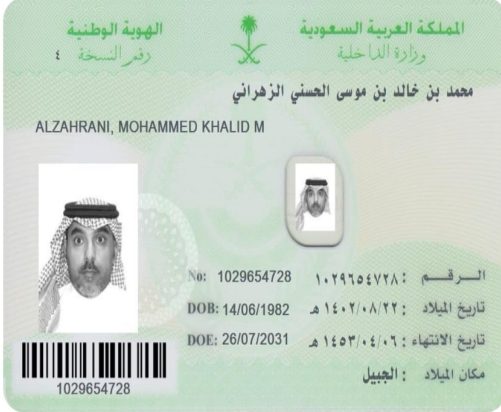 المملكة العربية السعودية
وزارة الداخلية
الهوية الوطنية
رقم النسخة ٤
محمد بن خالد بن موسى الحسني الزهراني
ALZAHRANI, MOHAMMED KHALID M
No: 1029654728 الـرقـــم : ١٠٢٩٦٥٤٧٢٨
DOB: 14/06/1982 تاريخ الميلاد : ١٤٠٢/٠٨/٢٢ هـ
DOE: 26/07/2031 تاريخ الانتهاء : ١٤٥٣/٠٤/٠٦ هـ
مكان الميلاد : الجبيل
1029654728